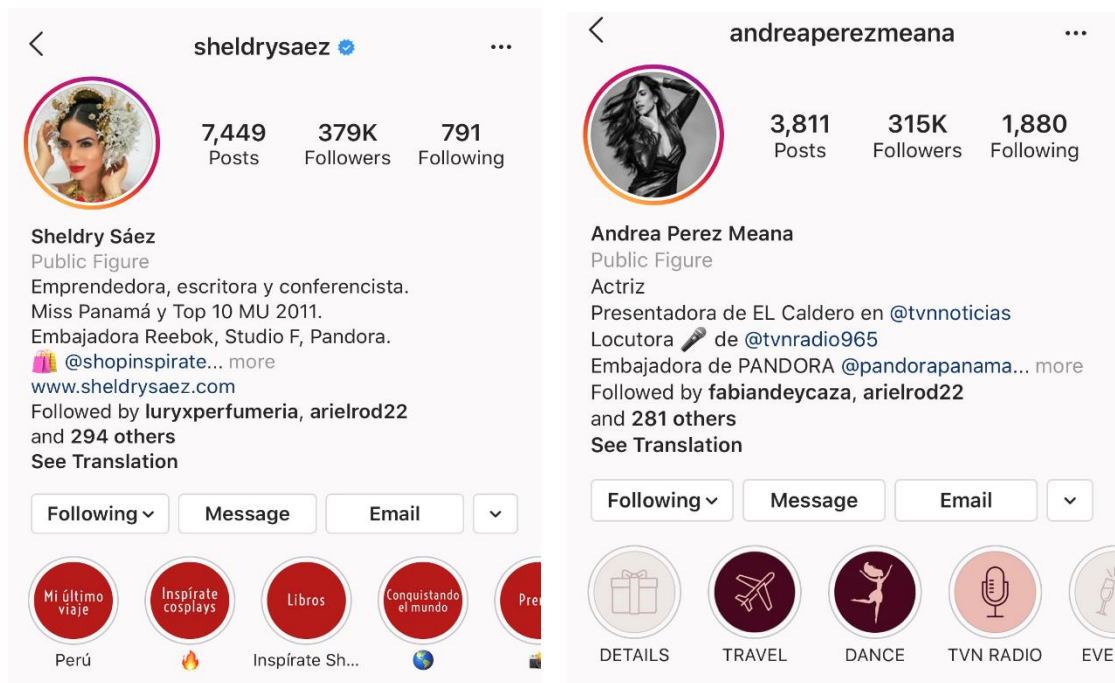 sheldrysaez
7,449 379K 791
Posts Followers Following
Sheldry Sáez
Public Figure
Emprendedora, escritora y conferencista.
Miss Panamá y Top 10 MU 2011.
Embajadora Reebok, Studio F, Pandora.
🛍️ @shopinspirate... more
www.sheldrysaez.com
Followed by luryxperfumeria, arielrod22
and 294 others
See Translation
Following Message Email
Mi último
viaje
Inspírate
cosplays
Libros
Conquistando
el mundo
Prem
Perú 🔥 Inspírate Sh... 🌎 📸
andreaperezmeana
3,811 315K 1,880
Posts Followers Following
Andrea Perez Meana
Public Figure
Actriz
Presentadora de EL Caldero en @tvnnoticias
Locutora 🎤 de @tvnradio965
Embajadora de PANDORA @pandorapanama... more
Followed by fabiandeycaza, arielrod22
and 281 others
See Translation
Following Message Email
DETAILS TRAVEL DANCE TVN RADIO EVE